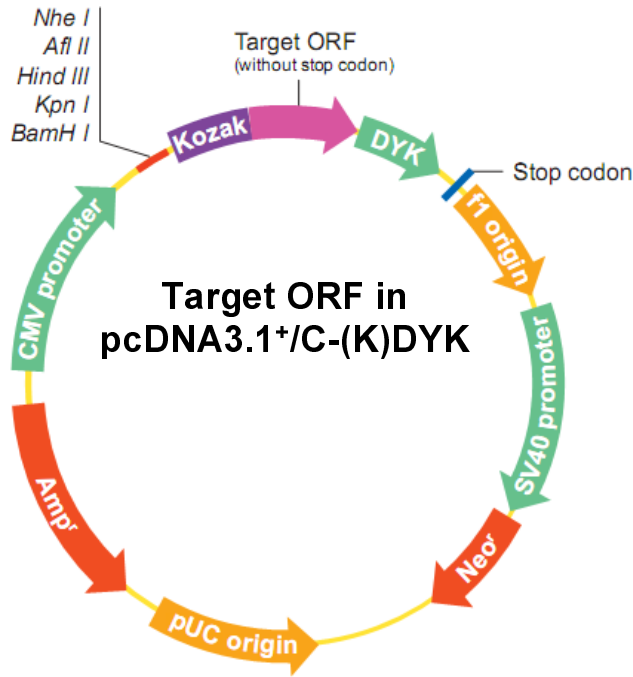 Nhe I
Afl II
Hind III
Kpn I
BamH I
Target ORF
(without stop codon)
Kozak
DYK
Stop codon
f1 origin
CMV promoter
Target ORF in
pcDNA3.1⁺/C-(K)DYK
SV40 promoter
Ampʳ
Neoʳ
pUC origin